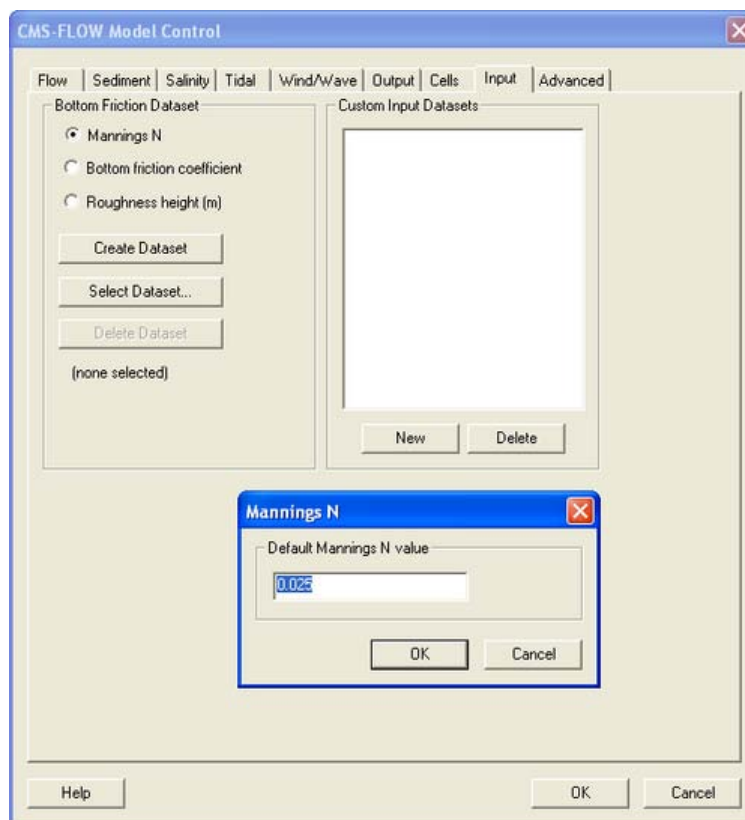 CMS-FLOW Model Control
Flow Sediment Salinity Tidal Wind/Wave Output Cells Input Advanced
Bottom Friction Dataset
Mannings N
Bottom friction coefficient
Roughness height (m)
Create Dataset
Select Dataset...
Delete Dataset
(none selected)
Custom Input Datasets
New Delete
Mannings N
Default Mannings N value
0.025
OK Cancel
Help OK Cancel